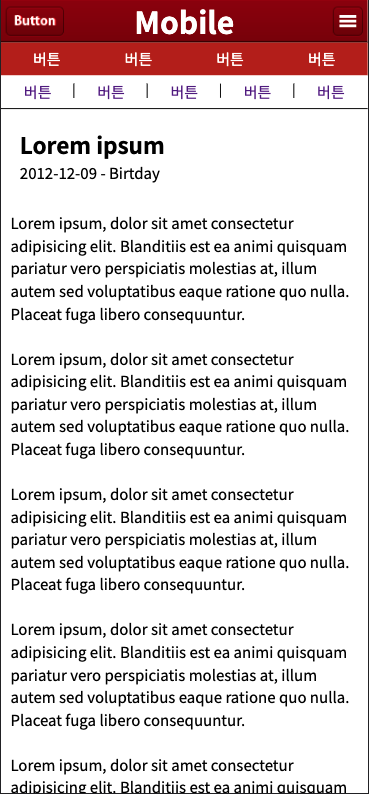 Button Mobile
버튼 버튼 버튼 버튼
버튼 | 버튼 | 버튼 | 버튼 | 버튼
Lorem ipsum
2012-12-09 - Birtday
Lorem ipsum, dolor sit amet consectetur
adipisicing elit. Blanditiis est ea animi quisquam
pariatur vero perspiciatis molestias at, illum
autem sed voluptatibus eaque ratione quo nulla.
Placeat fuga libero consequuntur.
Lorem ipsum, dolor sit amet consectetur
adipisicing elit. Blanditiis est ea animi quisquam
pariatur vero perspiciatis molestias at, illum
autem sed voluptatibus eaque ratione quo nulla.
Placeat fuga libero consequuntur.
Lorem ipsum, dolor sit amet consectetur
adipisicing elit. Blanditiis est ea animi quisquam
pariatur vero perspiciatis molestias at, illum
autem sed voluptatibus eaque ratione quo nulla.
Placeat fuga libero consequuntur.
Lorem ipsum, dolor sit amet consectetur
adipisicing elit. Blanditiis est ea animi quisquam
pariatur vero perspiciatis molestias at, illum
autem sed voluptatibus eaque ratione quo nulla.
Placeat fuga libero consequuntur.
Lorem ipsum, dolor sit amet consectetur
adipisicing elit. Blanditiis est ea animi quisquam